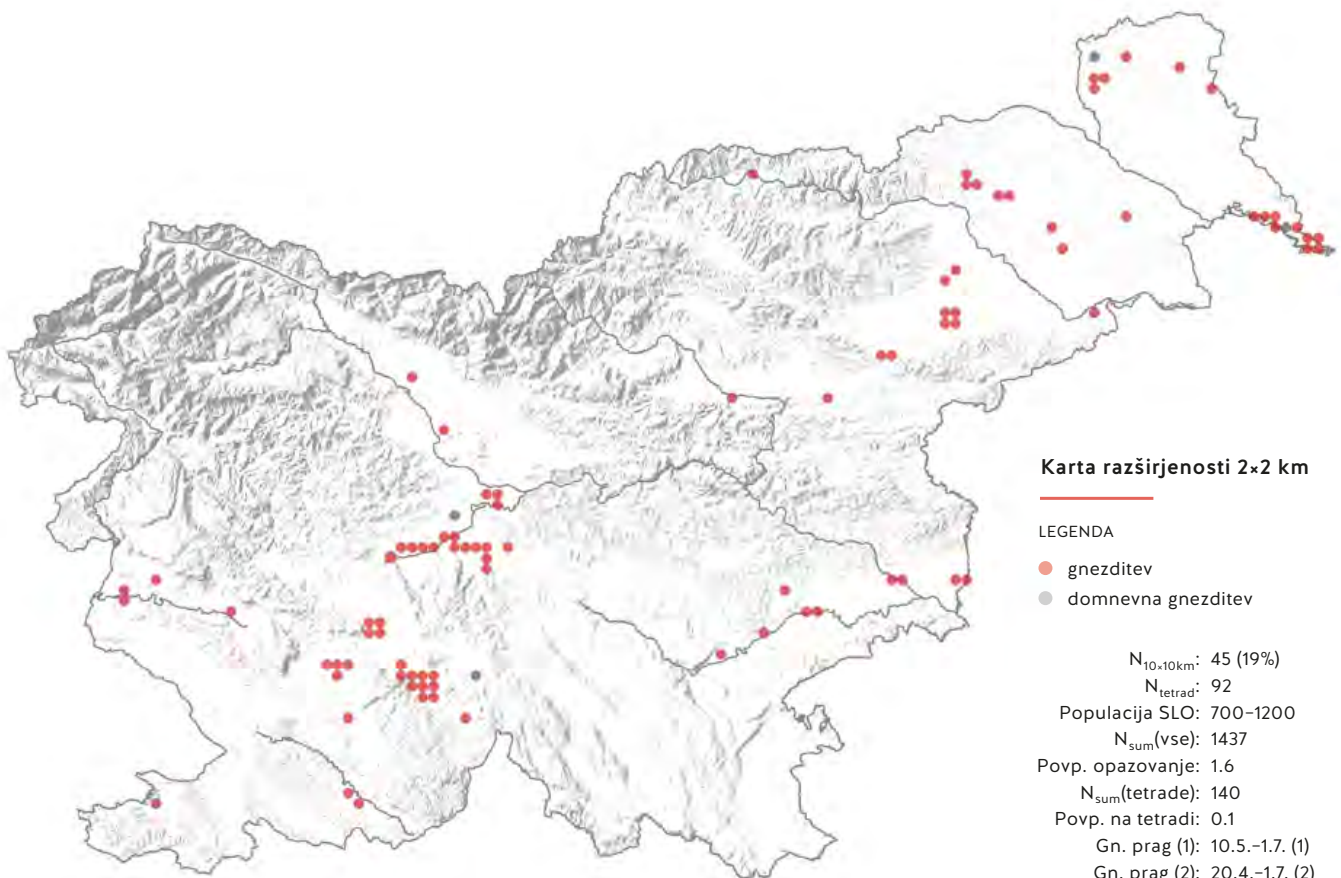 Karta razširjenosti 2×2 km
LEGENDA
gnezditev
domnevna gnezditev
N10×10km: 45 (19%)
Ntetrad: 92
Populacija SLO: 700–1200
Nsum(vse): 1437
Povp. opazovanje: 1.6
Nsum(tetrade): 140
Povp. na tetradi: 0.1
Gn. prag (1): 10.5.–1.7. (1)
Gn. prag (2): 20.4.–1.7. (2)